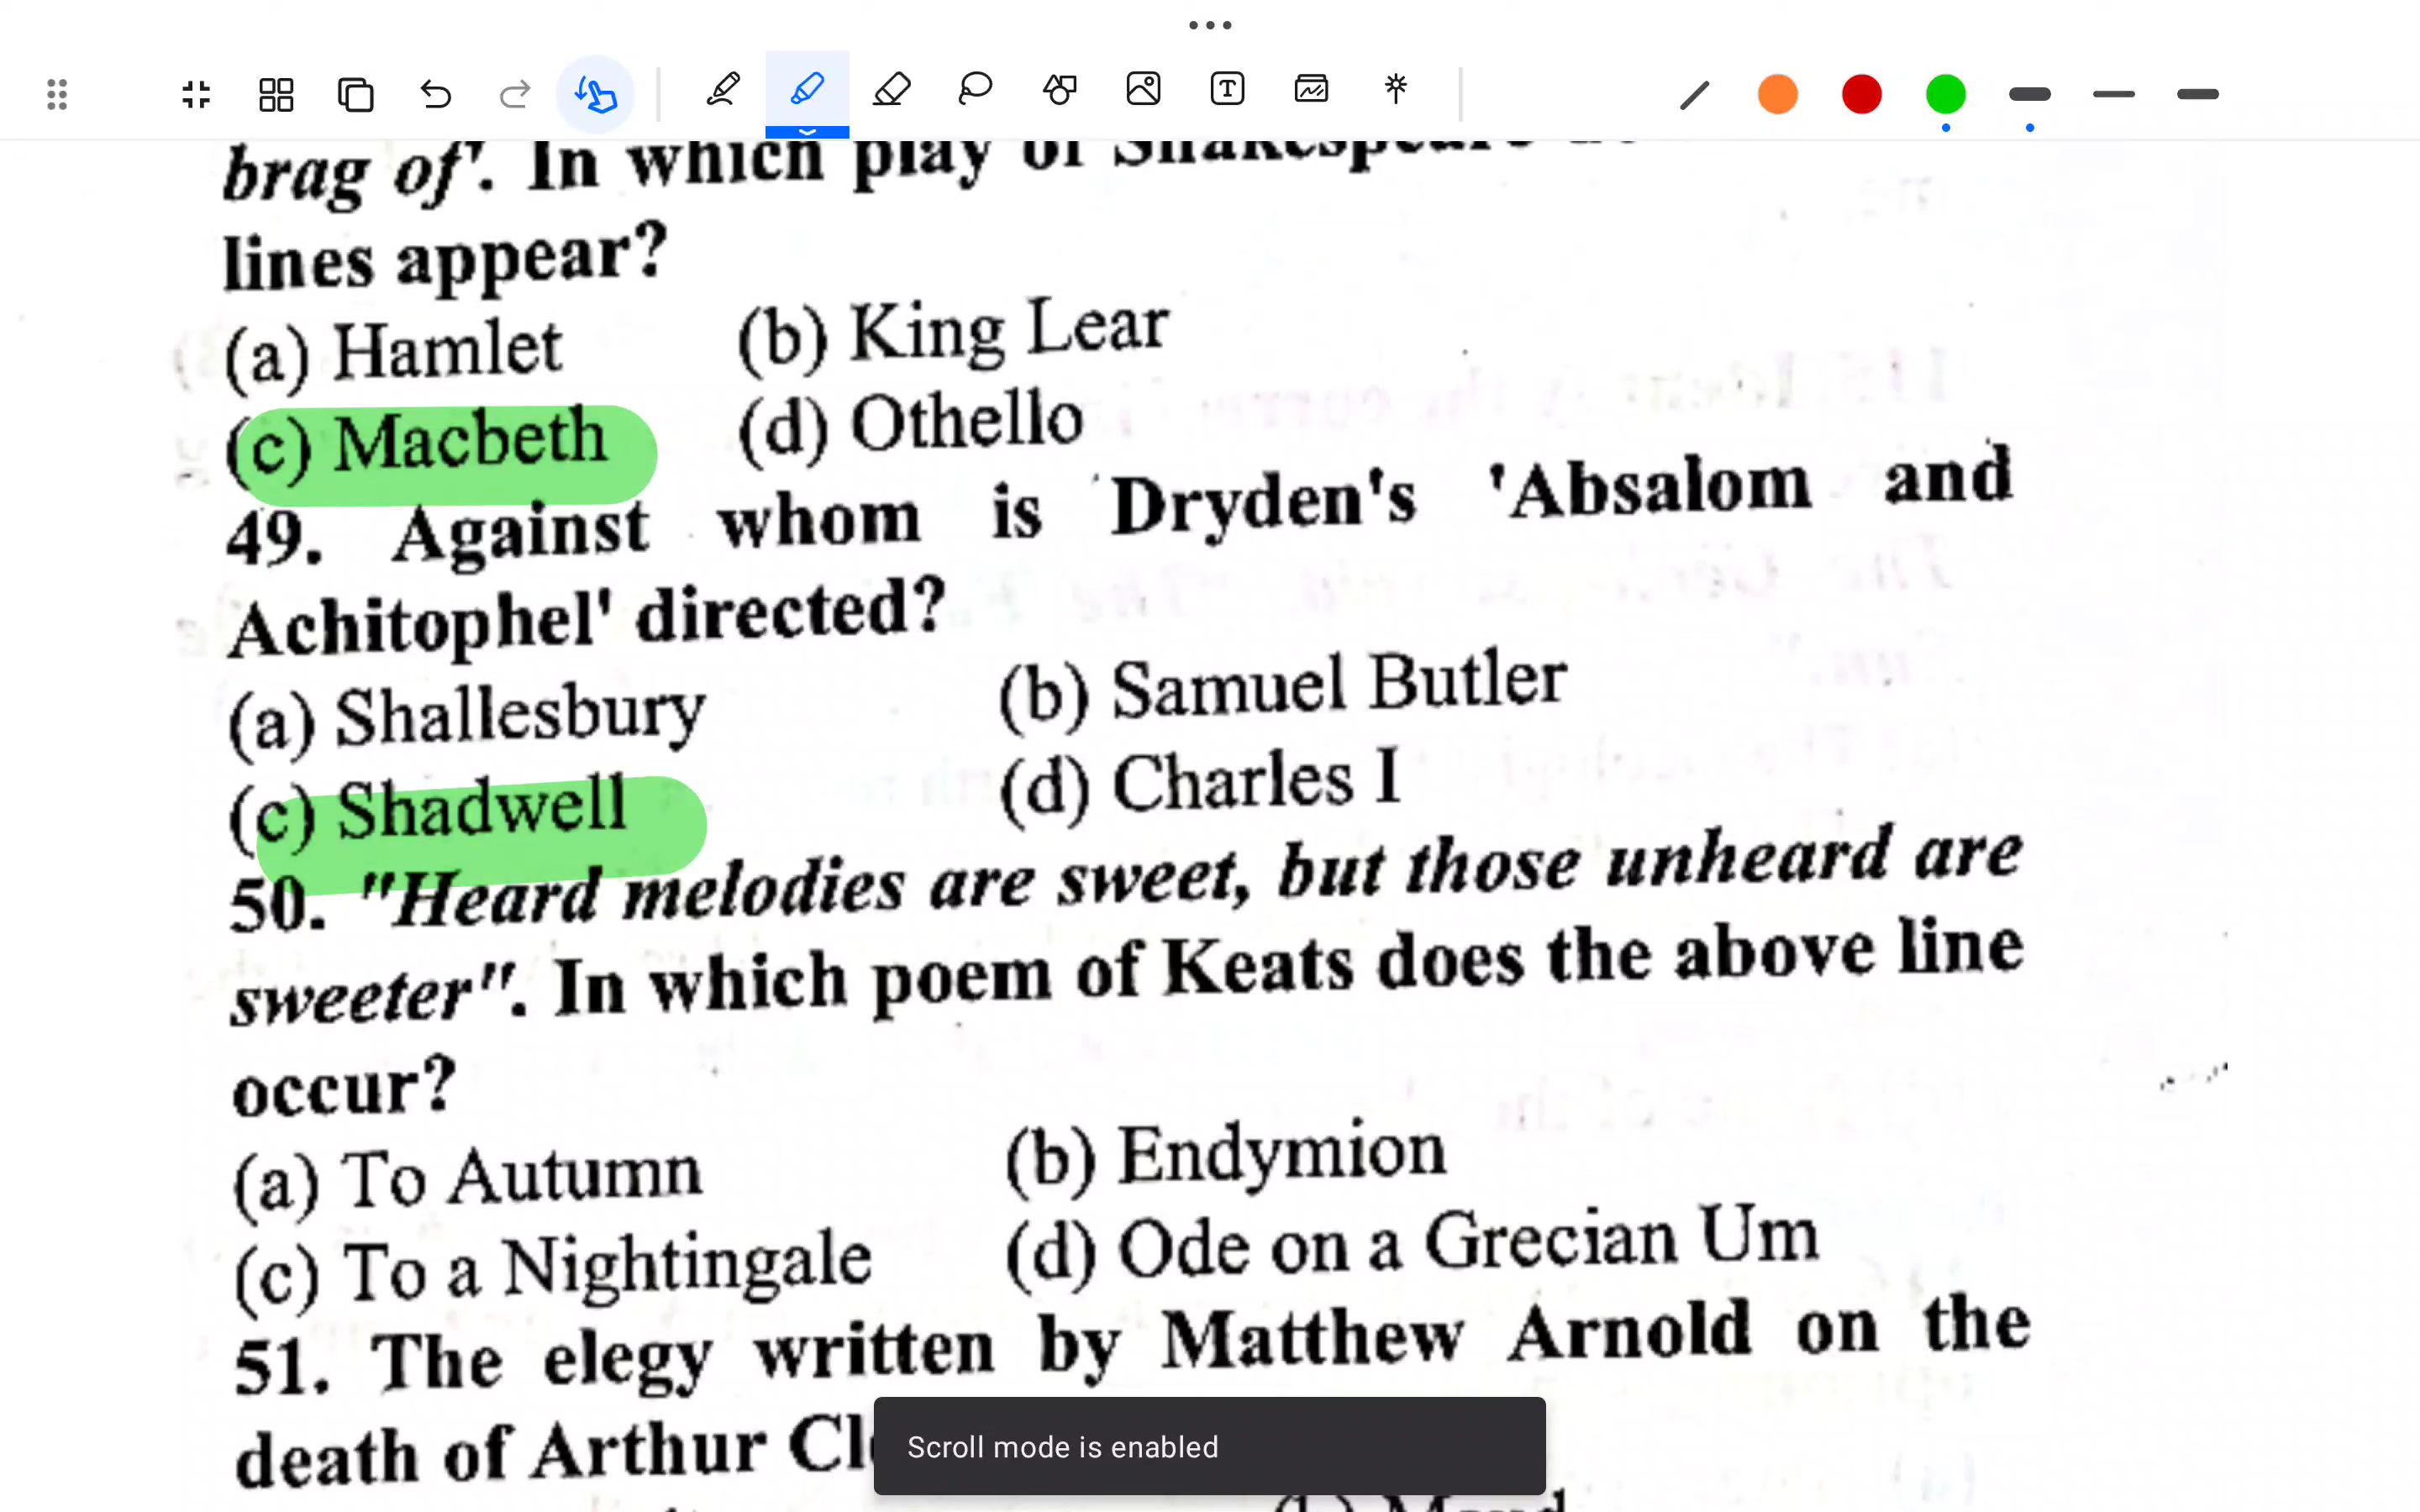 brag of'. In which play of Shakespeare
lines appear?
(a) Hamlet (b) King Lear
(c) Macbeth (d) Othello
49. Against whom is Dryden's 'Absalom and
Achitophel' directed?
(a) Shallesbury (b) Samuel Butler
(c) Shadwell (d) Charles I
50. "Heard melodies are sweet, but those unheard are
sweeter". In which poem of Keats does the above line
occur?
(a) To Autumn (b) Endymion
(c) To a Nightingale (d) Ode on a Grecian Um
51. The elegy written by Matthew Arnold on the
death of Arthur
Scroll mode is enabled